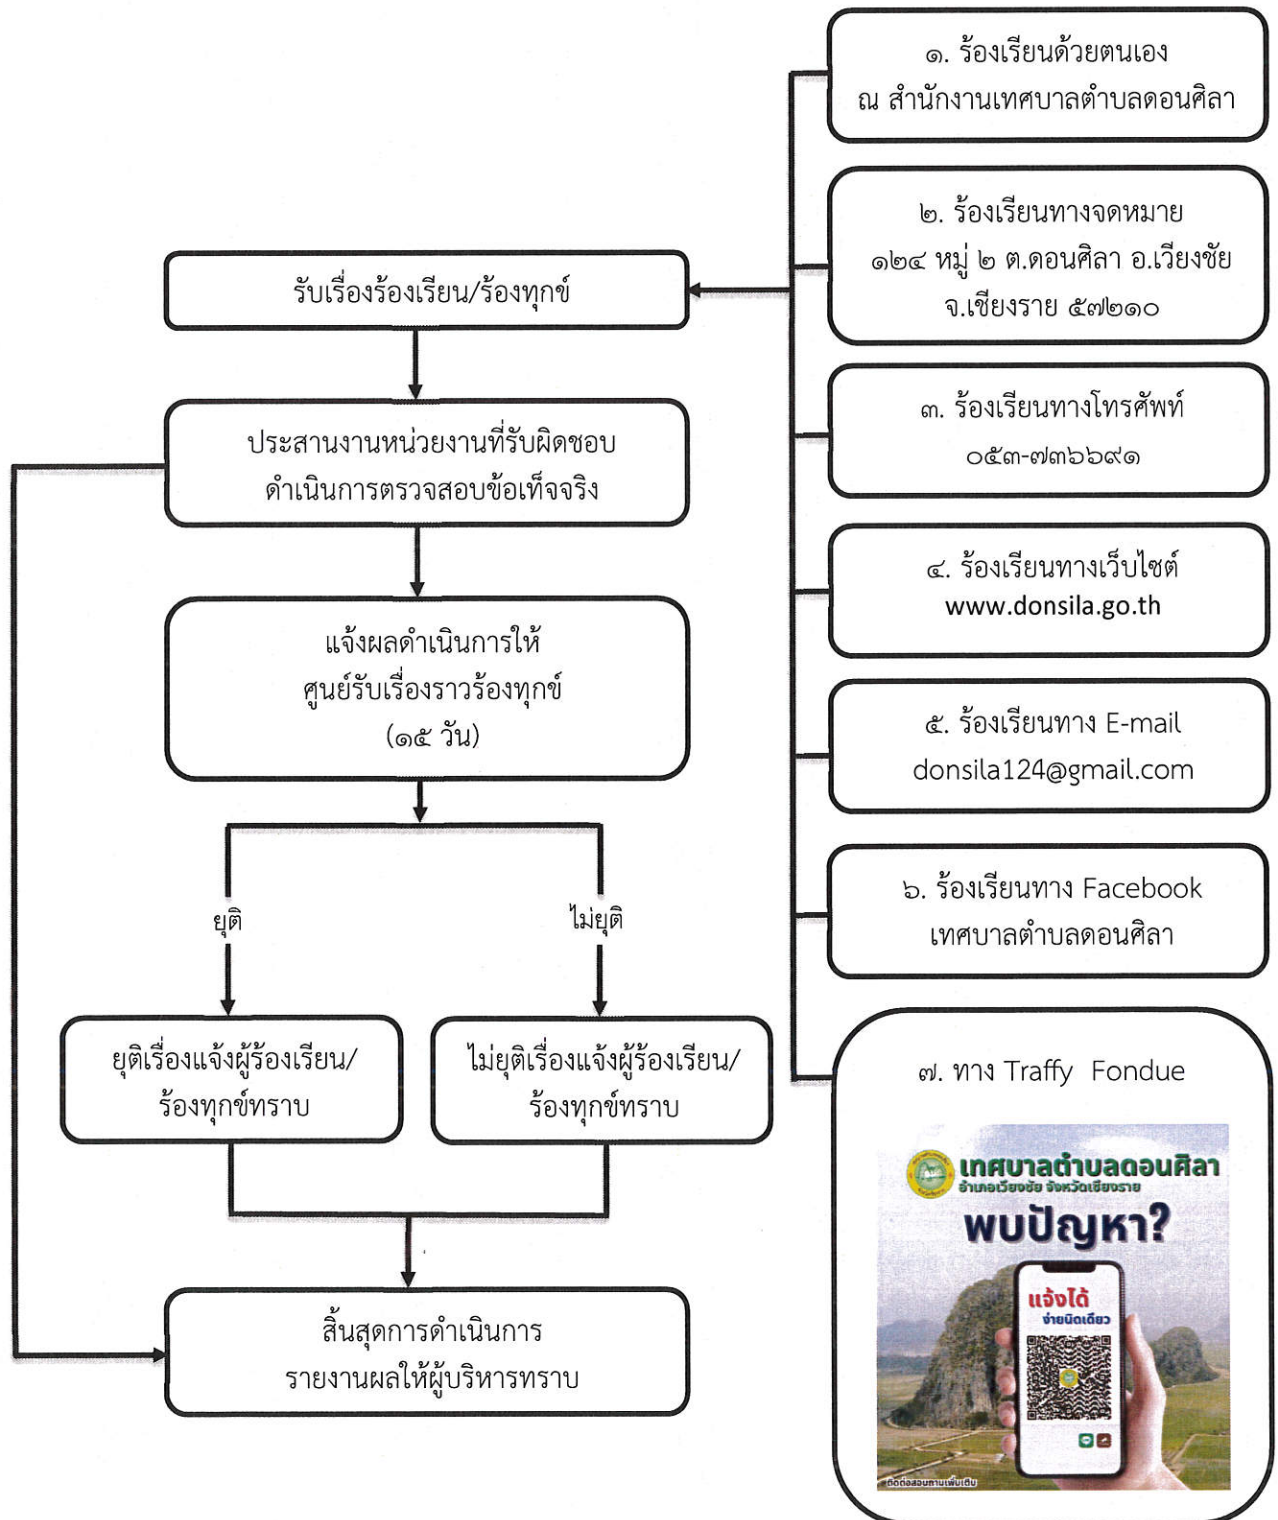 ๑. ร้องเรียนด้วยตนเอง
ณ สำนักงานเทศบาลตำบลดอนศิลา
๒. ร้องเรียนทางจดหมาย
๑๒๔ หมู่ ๒ ต.ดอนศิลา อ.เวียงชัย
จ.เชียงราย ๕๗๒๑๐
๓. ร้องเรียนทางโทรศัพท์
๐๕๓-๗๓๖๖๙๑
๔. ร้องเรียนทางเว็บไซต์
www.donsila.go.th
๕. ร้องเรียนทาง E-mail
donsila124@gmail.com
๖. ร้องเรียนทาง Facebook
เทศบาลตำบลดอนศิลา
๗. ทาง Traffy Fondue
เทศบาลตำบลดอนศิลา
อำเภอเวียงชัย จังหวัดเชียงราย
พบปัญหา?
แจ้งได้
ง่ายนิดเดียว
ติดต่อสอบถามเพิ่มเติม
รับเรื่องร้องเรียน/ร้องทุกข์
ประสานงานหน่วยงานที่รับผิดชอบ
ดำเนินการตรวจสอบข้อเท็จจริง
แจ้งผลดำเนินการให้
ศูนย์รับเรื่องราวร้องทุกข์
(๑๕ วัน)
ยุติ
ไม่ยุติ
ยุติเรื่องแจ้งผู้ร้องเรียน/
ร้องทุกข์ทราบ
ไม่ยุติเรื่องแจ้งผู้ร้องเรียน/
ร้องทุกข์ทราบ
สิ้นสุดการดำเนินการ
รายงานผลให้ผู้บริหารทราบ